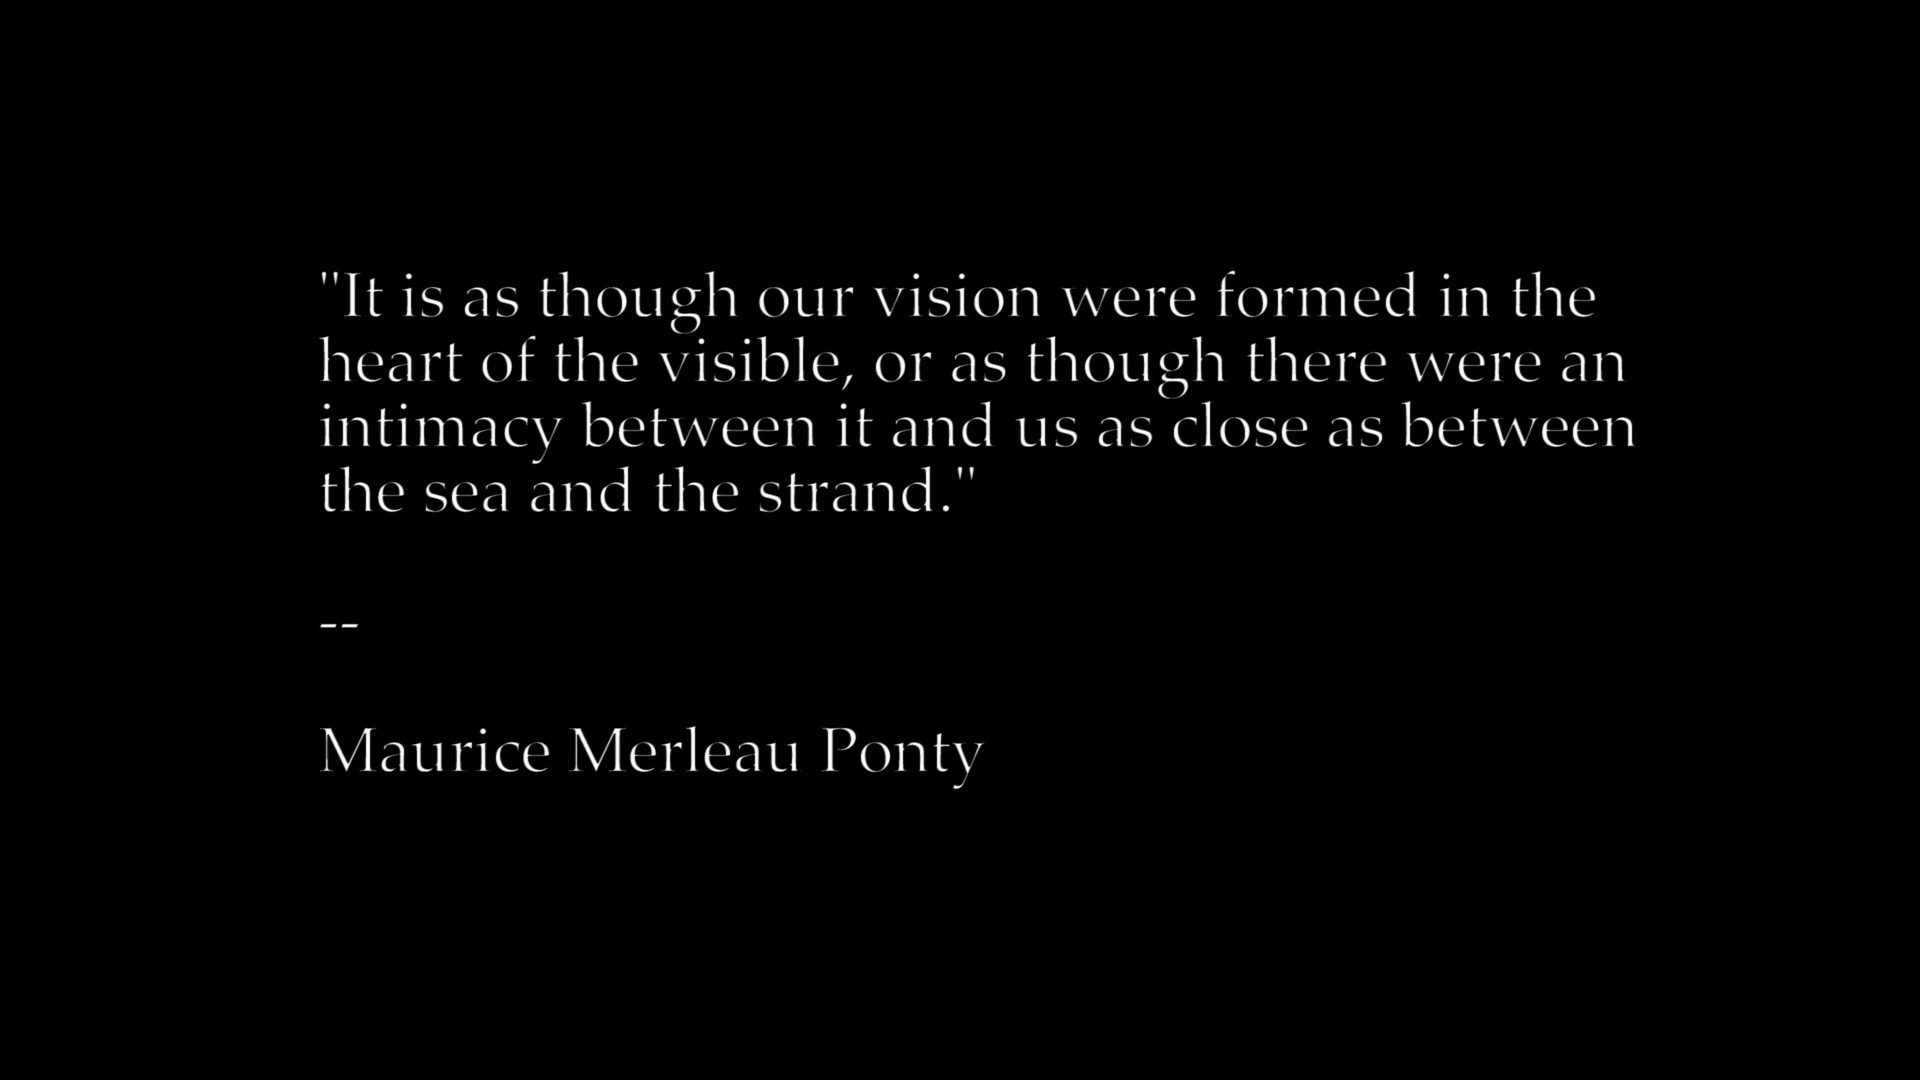 "It is as though our vision were formed in the
heart of the visible, or as though there were an
intimacy between it and us as close as between
the sea and the strand."
--
Maurice Merleau Ponty